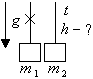 g t
h - ?
m₁ m₂